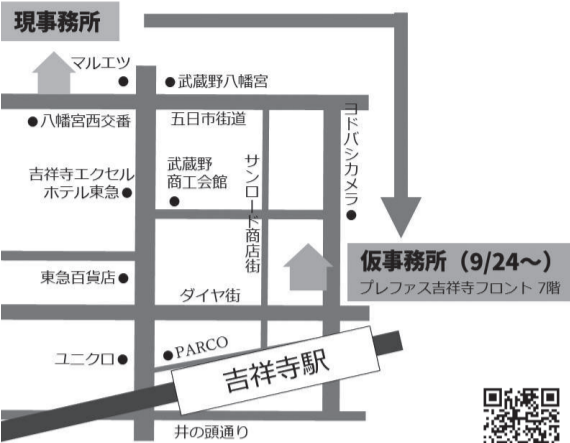 現事務所
マルエツ
武蔵野八幡宮
八幡宮西交番
五日市街道
ヨドバシカメラ
吉祥寺エクセル
ホテル東急
武蔵野
商工会館
サンロード商店街
仮事務所（9/24～）
プレファス吉祥寺フロント 7階
東急百貨店
ダイヤ街
PARCO
ユニクロ
吉祥寺駅
井の頭通り